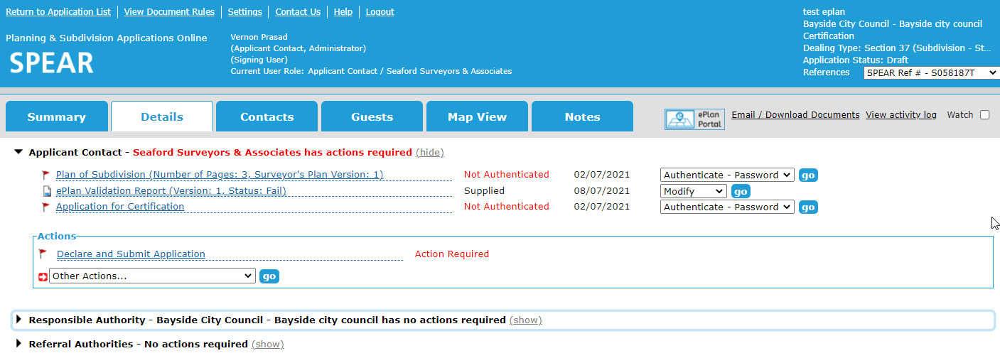 Return to Application List View Document Rules Settings Contact Us Help Logout
Planning & Subdivision Applications Online
SPEAR
Vernon Prasad
(Applicant Contact, Administrator)
(Signing User)
Current User Role: Applicant Contact / Seaford Surveyors & Associates
test eplan
Bayside City Council - Bayside city council
Certification
Dealing Type: Section 37 (Subdivision - St...
Application Status: Draft
References SPEAR Ref # - S058187T
Summary Details Contacts Guests Map View Notes
ePlan
Portal
Email / Download Documents View activity log Watch
Applicant Contact - Seaford Surveyors & Associates has actions required (hide)
Plan of Subdivision (Number of Pages: 3, Surveyor's Plan Version: 1) Not Authenticated 02/07/2021 Authenticate - Password go
ePlan Validation Report (Version: 1, Status: Fail) Supplied 08/07/2021 Modify go
Application for Certification Not Authenticated 02/07/2021 Authenticate - Password go
Actions
Declare and Submit Application Action Required
Other Actions... go
Responsible Authority - Bayside City Council - Bayside city council has no actions required (show)
Referral Authorities - No actions required (show)